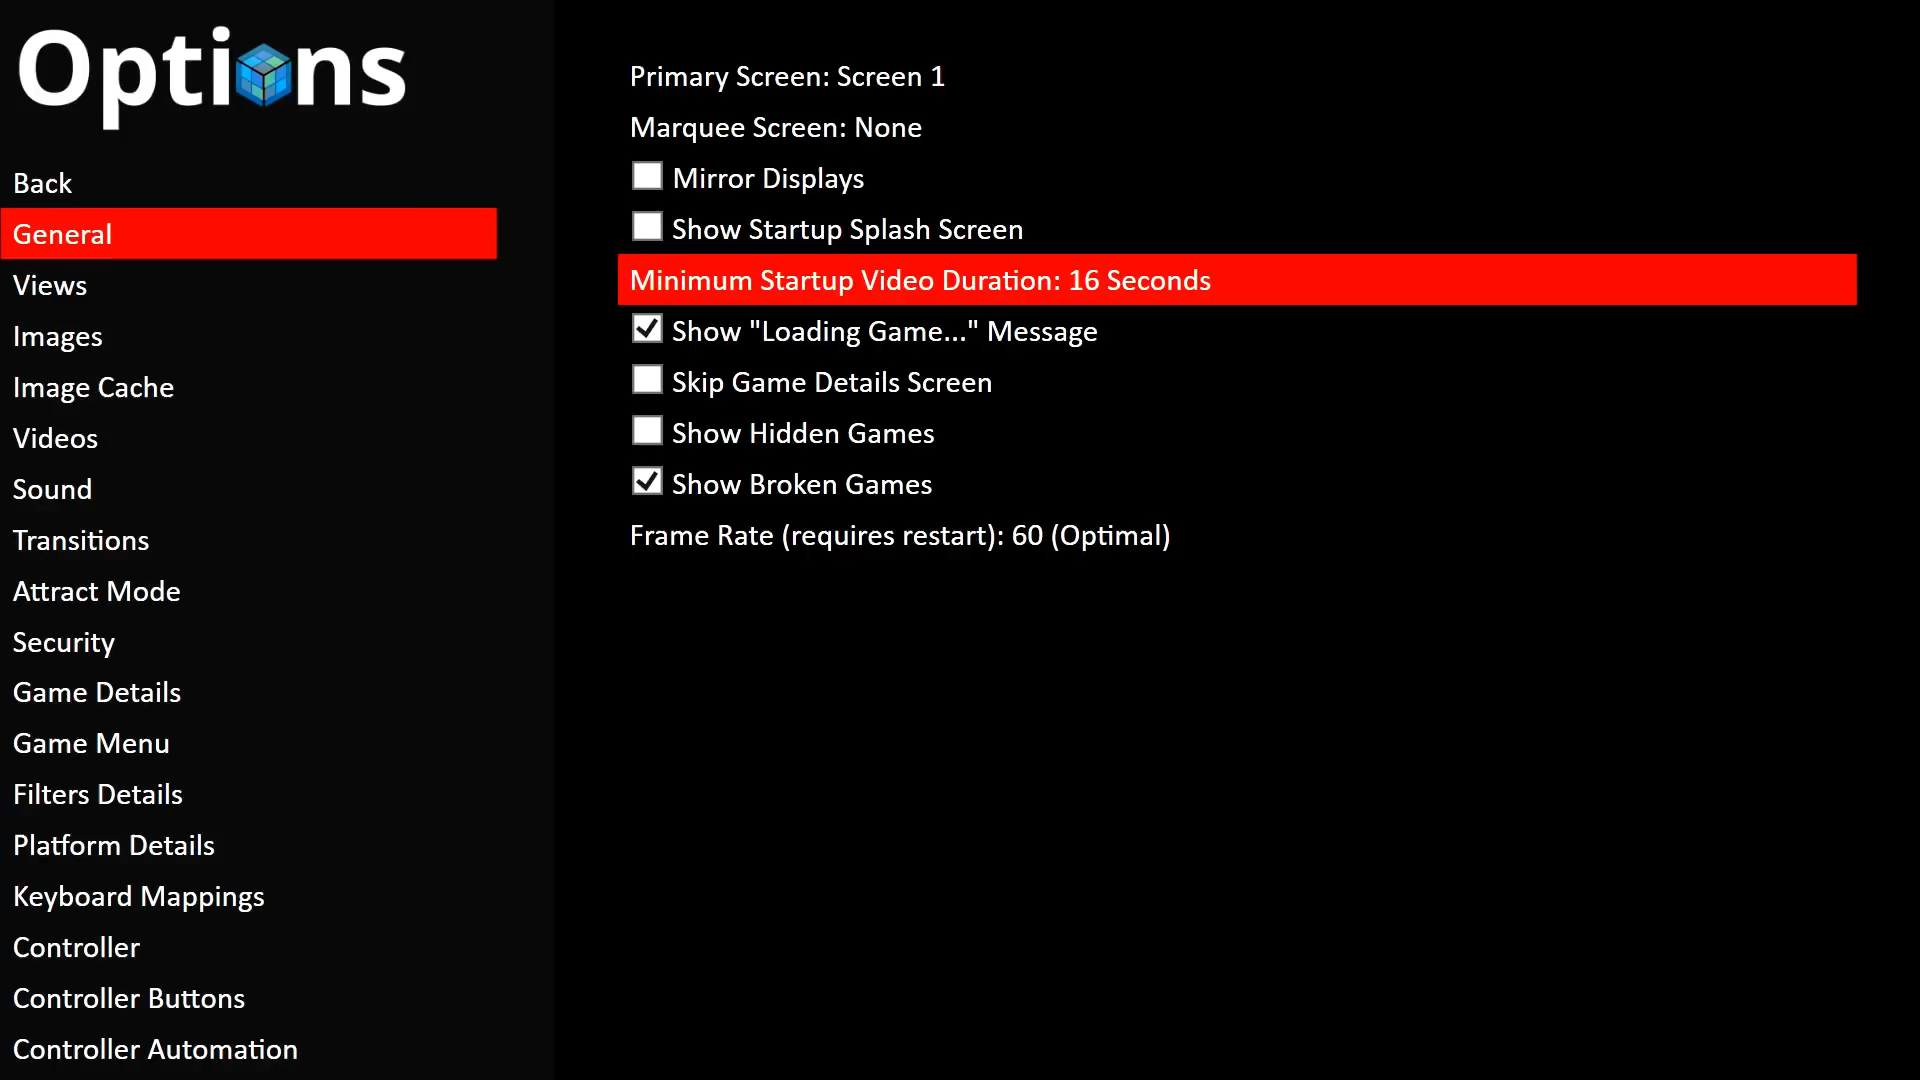 Options
Back
General
Views
Images
Image Cache
Videos
Sound
Transitions
Attract Mode
Security
Game Details
Game Menu
Filters Details
Platform Details
Keyboard Mappings
Controller
Controller Buttons
Controller Automation
Primary Screen: Screen 1
Marquee Screen: None
Mirror Displays
Show Startup Splash Screen
Minimum Startup Video Duration: 16 Seconds
Show "Loading Game..." Message
Skip Game Details Screen
Show Hidden Games
Show Broken Games
Frame Rate (requires restart): 60 (Optimal)